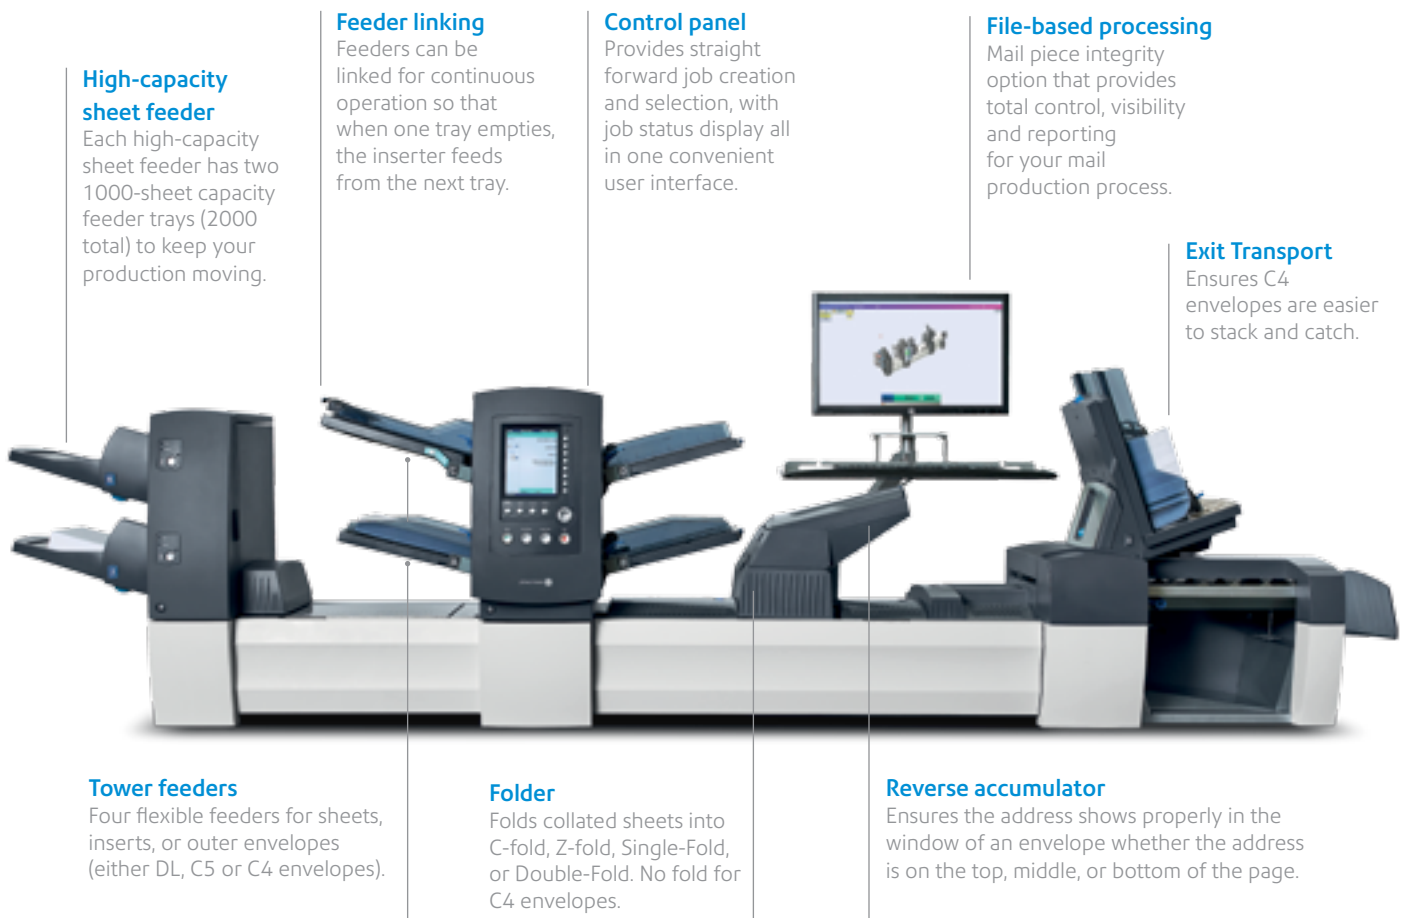 High-capacity
sheet feeder
Each high-capacity
sheet feeder has two
1000-sheet capacity
feeder trays (2000
total) to keep your
production moving.
Feeder linking
Feeders can be
linked for continuous
operation so that
when one tray empties,
the inserter feeds
from the next tray.
Control panel
Provides straight
forward job creation
and selection, with
job status display all
in one convenient
user interface.
File-based processing
Mail piece integrity
option that provides
total control, visibility
and reporting
for your mail
production process.
Exit Transport
Ensures C4
envelopes are easier
to stack and catch.
Tower feeders
Four flexible feeders for sheets,
inserts, or outer envelopes
(either DL, C5 or C4 envelopes).
Folder
Folds collated sheets into
C-fold, Z-fold, Single-Fold,
or Double-Fold. No fold for
C4 envelopes.
Reverse accumulator
Ensures the address shows properly in the
window of an envelope whether the address
is on the top, middle, or bottom of the page.